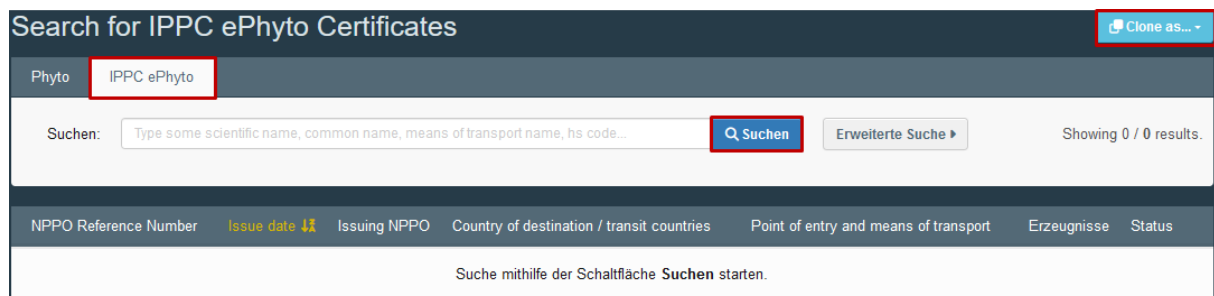 Search for IPPC ePhyto Certificates
Clone as...
Phyto IPPC ePhyto
Suchen: Type some scientific name, common name, means of transport name, hs code... Suchen Erweiterte Suche Showing 0 / 0 results.
NPPO Reference Number Issue date Issuing NPPO Country of destination / transit countries Point of entry and means of transport Erzeugnisse Status
Suche mithilfe der Schaltfläche Suchen starten.